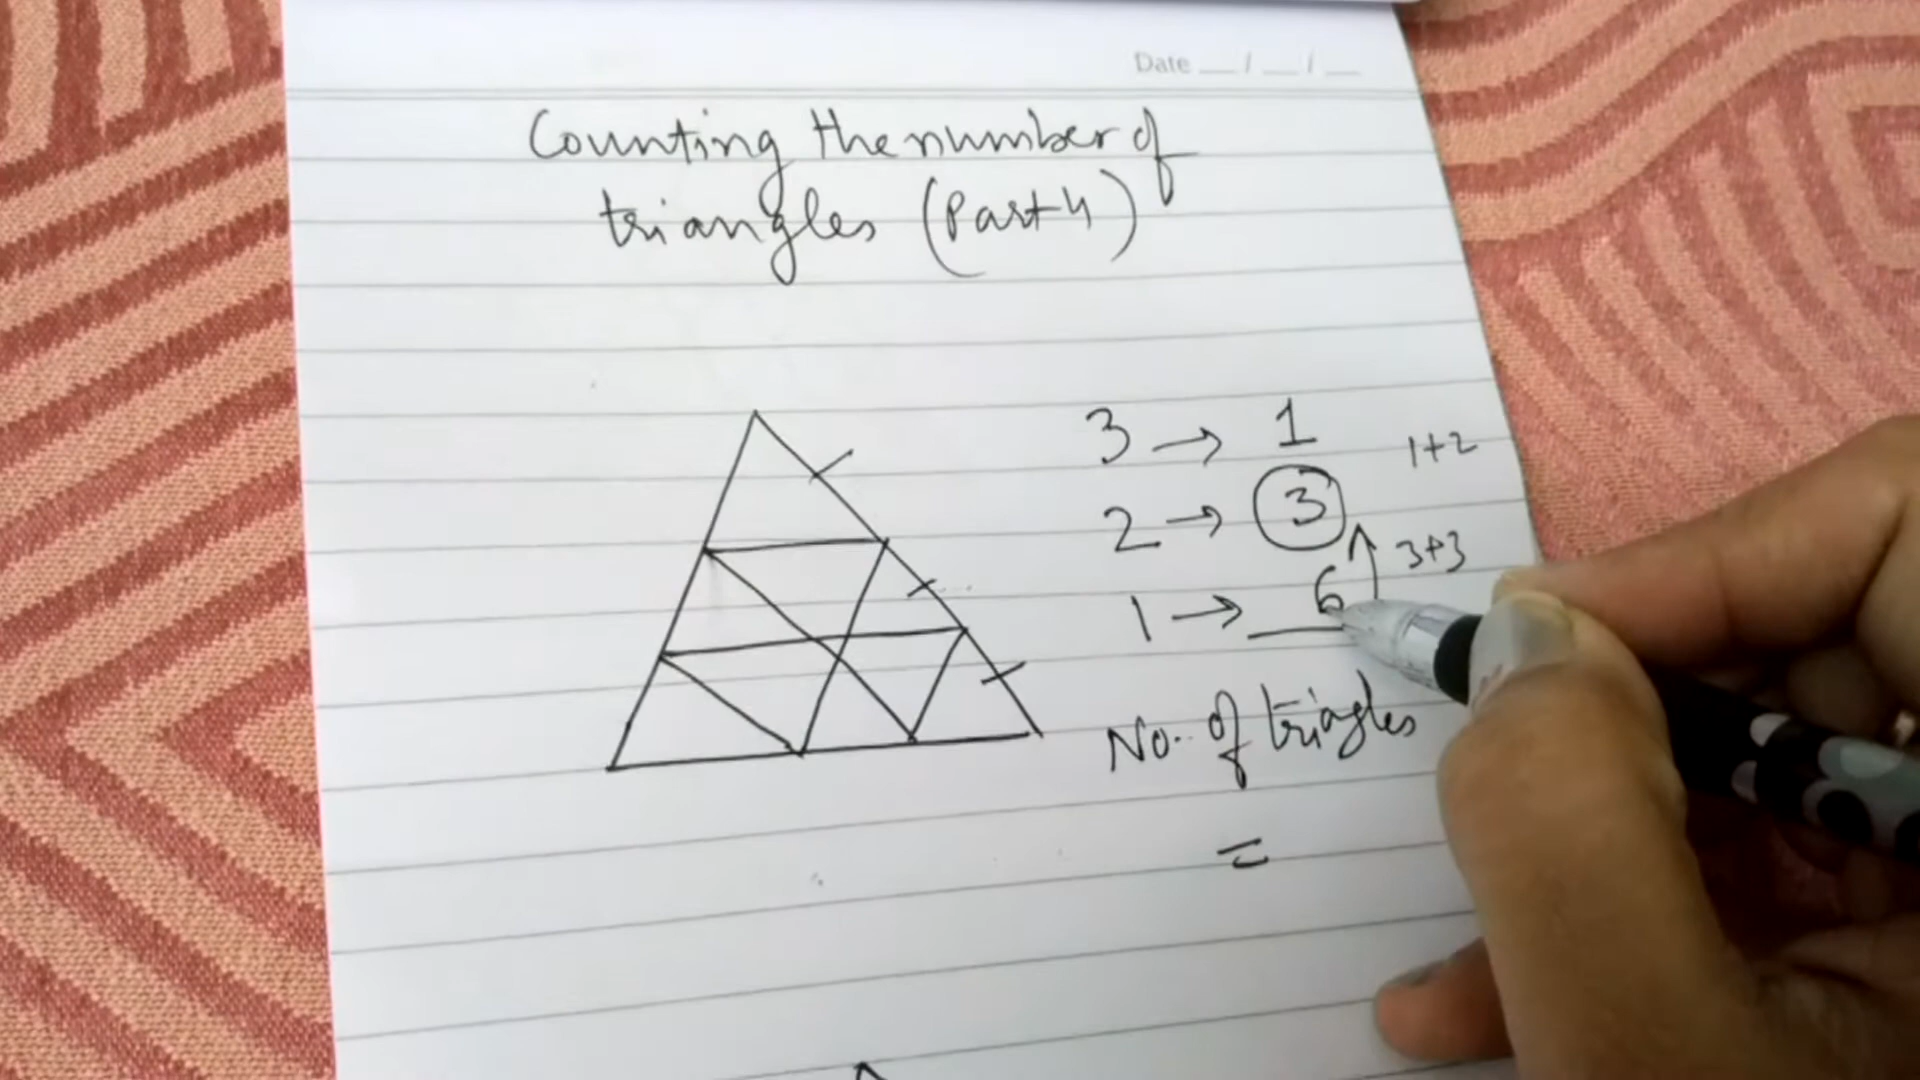 Date __ / __ / __
Counting the number of
triangles (Part 4)
3 → 1
1+2
2 → 3
3+3
1 → 6
No. of triagles
=